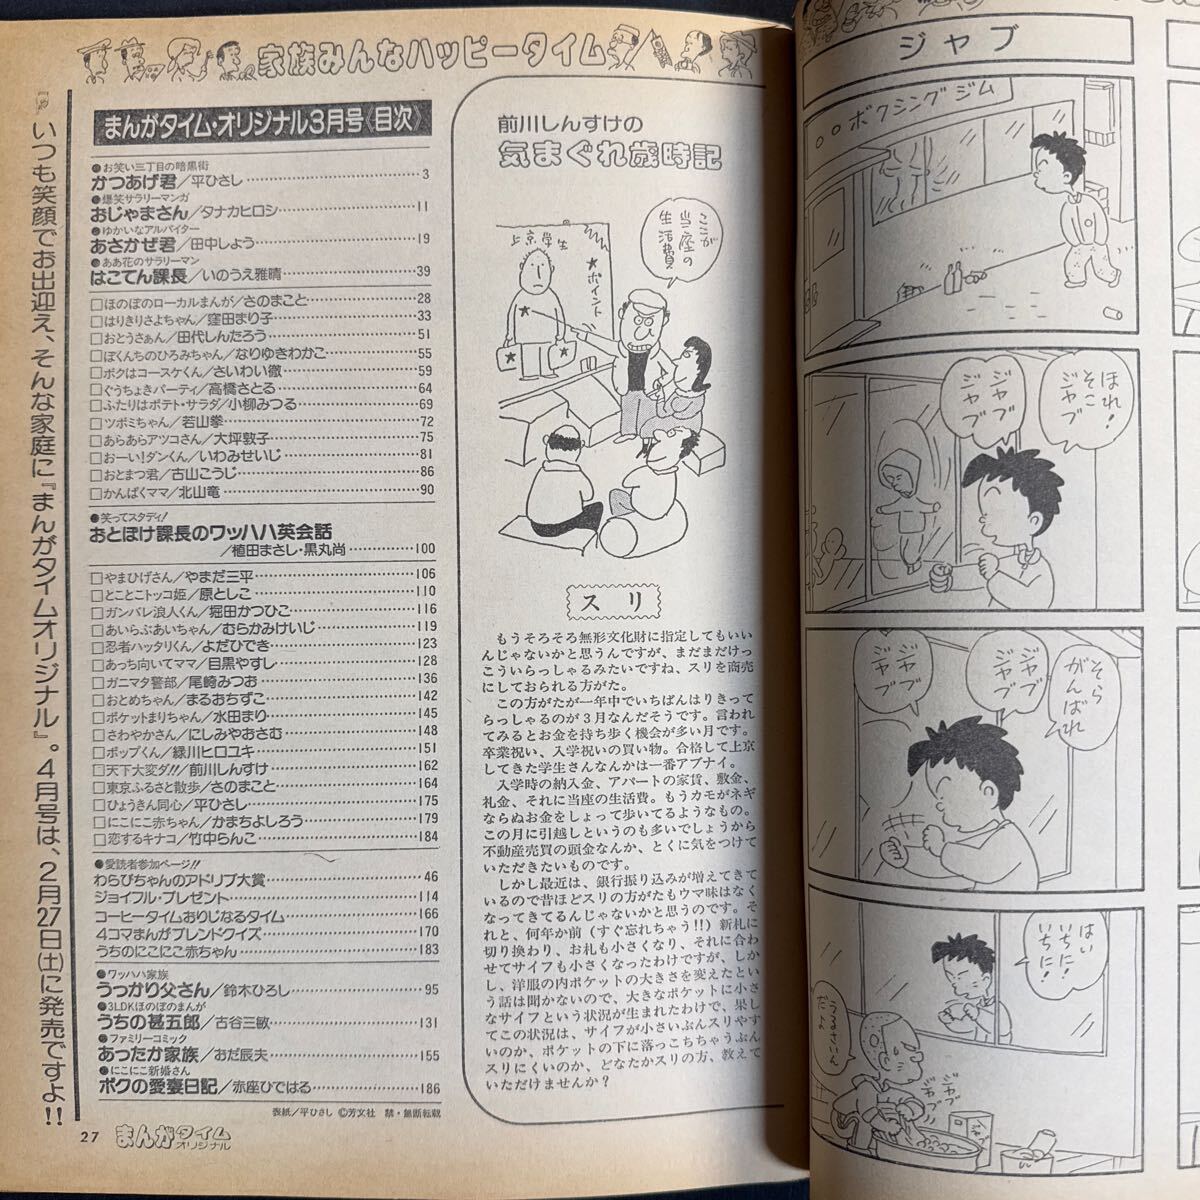 家族みんなハッピータイム
いつも笑顔でお出迎え、そんな家庭に『まんがタイムオリジナル』。4月号は、2月27日(土)に発売ですよ!!
まんがタイム・オリジナル3月号《目次》
●お笑い三丁目の暗黒街
かつあげ君/平ひさし 3
●爆笑サラリーマンガ
おじゃまさん/タナカヒロシ 11
●ゆかいなアルバイター
あさかぜ君/田中しょう 19
●ああ花のサラリーマン
はこてん課長/いのうえ雅晴 39
□ほのぼのローカルまんが/さのまこと 28
□はりきりさよちゃん/窪田まり子 33
□おとうさぁん/田代しんたろう 51
□ぼくんちのひろみちゃん/なりゆきわかこ 55
□ボクはコースケくん/さいわい徹 59
□ぐうちょきパーティ/高橋さとる 64
□ふたりはポテト・サラダ/小柳みつる 69
□ツボミちゃん/若山拳 72
□あらあらアツコさん/大坪敦子 75
□おーい!ダンくん/いわみせいじ 81
□おとまつ君/古山こうじ 86
□かんぱくママ/北山竜 90
●笑ってスタディ!
おとぼけ課長のワッハハ英会話
/植田まさし・黒丸尚 100
□やまひげさん/やまだ三平 106
□とことこトッコ姫/原としこ 110
□ガンバレ浪人くん/堀田かつひこ 116
□あいらぶあいちゃん/むらかみけいじ 119
□忍者ハッタリくん/よだひでき 123
□あっち向いてママ/目黒やすし 128
□ガニマタ警部/尾崎みつお 136
□おとめちゃん/まるおちずこ 142
□ポケットまりちゃん/水田まり 145
□さわやかさん/にしみやおさむ 148
□ポップくん/緑川ヒロユキ 151
□天下大変ダ!!/前川しんすけ 162
□東京ふるさと散歩/さのまこと 164
□ひょうきん同心/平ひさし 175
□にこにこ赤ちゃん/かまちよしろう 179
□恋するキナコ/竹中らんこ 184
●愛読者参加ページ!!
わらびちゃんのアドリブ大賞 46
ジョイフル・プレゼント 114
コーヒータイムおりじなるタイム 166
4コマまんがブレンドクイズ 170
うちのにこにこ赤ちゃん 183
●ワッハハ家族
うっかり父さん/鈴木ひろし 95
●3LDKほのぼのまんが
うちの甚五郎/古谷三敏 131
●ファミリーコミック
あったか家族/おだ辰夫 155
●にこにこ新婚さん
ボクの愛妻日記/赤座ひではる 186
表紙/平ひさし ©芳文社 禁・無断転載
27 まんがタイムオリジナル
前川しんすけの
気まぐれ歳時記
ここが当座の生活費
上京学生
★ポイント
スリ
もうそろそろ無形文化財に指定してもいい
んじゃないかと思うんですが、まだまだけっ
こういらっしゃるみたいですね、スリを商売
にしておられる方がた。
この方がたが一年中でいちばんはりきって
らっしゃるのが3月なんだそうです。言われ
てみるとお金を持ち歩く機会が多い月です。
卒業祝い、入学祝いの買い物。合格して上京
してきた学生さんなんかは一番アブナイ。
入学時の納入金、アパートの家賃、敷金、
礼金、それに当座の生活費。もうカモがネギ
ならぬお金をしょって歩いてるようなもの。
この月に引越しというのも多いでしょうから
不動産売買の頭金なんか、とくに気をつけて
いただきたいものです。
しかし最近は、銀行振り込みが増えてきて
いるので昔ほどスリの方がたもウマ味はなく
なってきてるんじゃないかと思うのです。そ
れと、何年か前(すぐ忘れちゃう!!)新札に
切り換わり、お札も小さくなり、それに合わ
せてサイフも小さくなったわけですが、しか
し、洋服の内ポケットの大きさを変えたとい
う話は聞かないので、大きなポケットに小さ
なサイフという状況が生まれたわけで、果し
てこの状況は、サイフが小さいぶんスリやす
いのか、ポケットの下に落っこちちゃうぶん
スリにくいのか、どなたかスリの方、教えて
いただけませんか?
ジャブ
○○ボクシングジム
ほれ!そこジャブ
ジャブジャブ
そらがんばれ
ジャブジャブ
ジャブジャブ
はいいちに!いちに!
ジャブジャブ